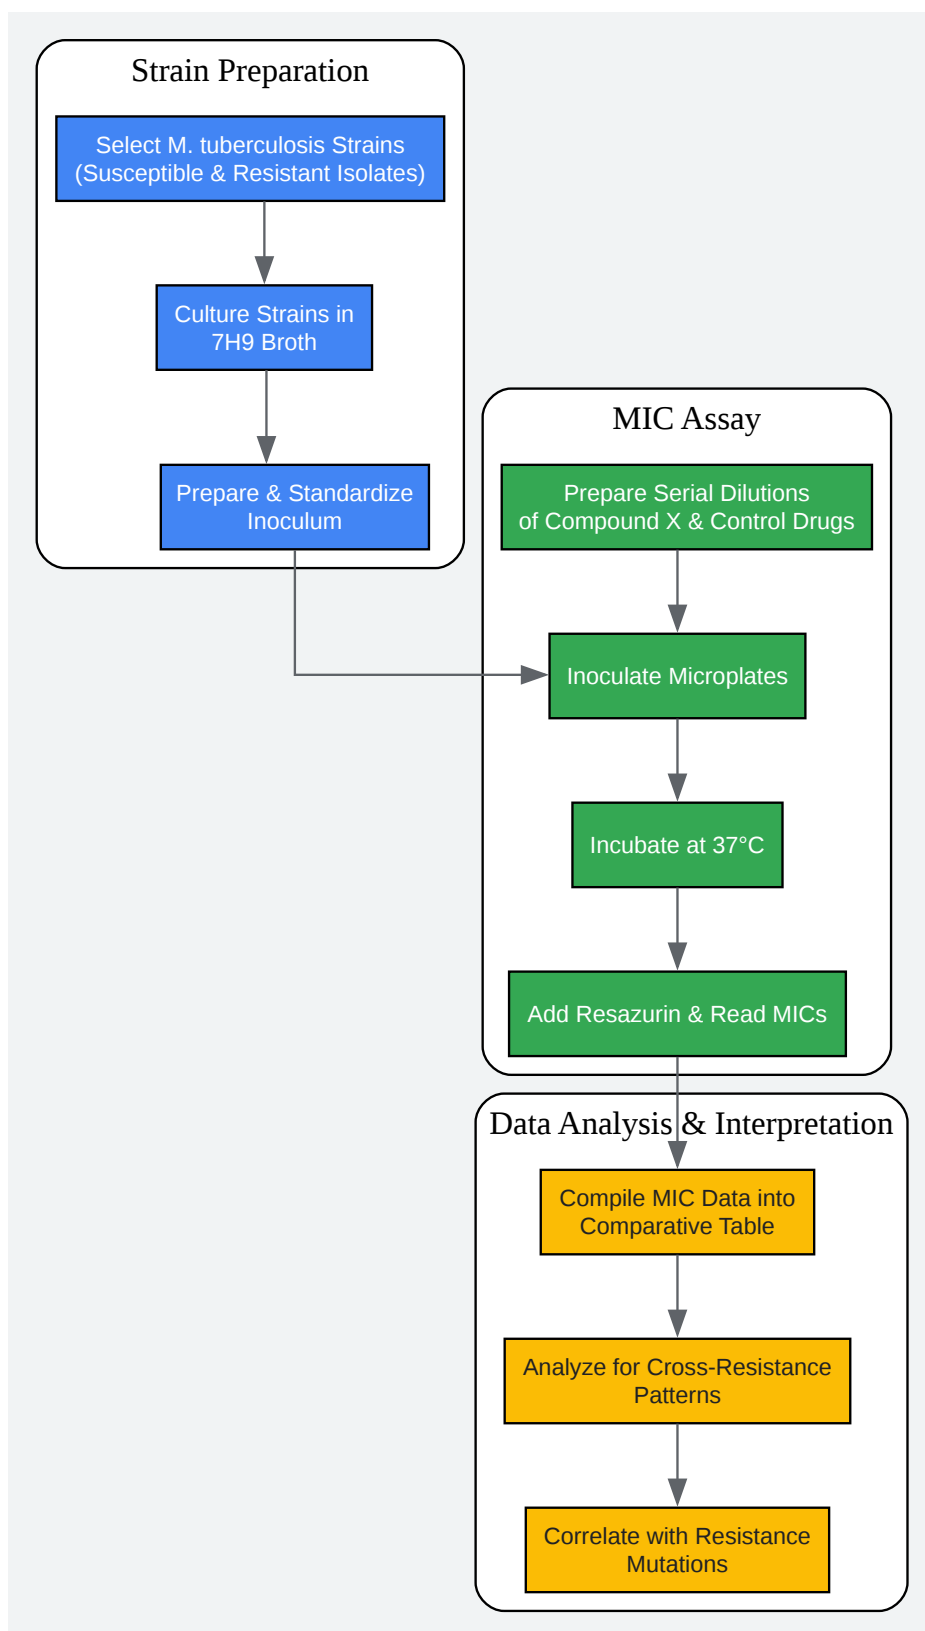 Strain Preparation
Select M. tuberculosis Strains
(Susceptible & Resistant Isolates)
Culture Strains in
7H9 Broth
Prepare & Standardize
Inoculum
MIC Assay
Prepare Serial Dilutions
of Compound X & Control Drugs
Inoculate Microplates
Incubate at 37°C
Add Resazurin & Read MICs
Data Analysis & Interpretation
Compile MIC Data into
Comparative Table
Analyze for Cross-Resistance
Patterns
Correlate with Resistance
Mutations